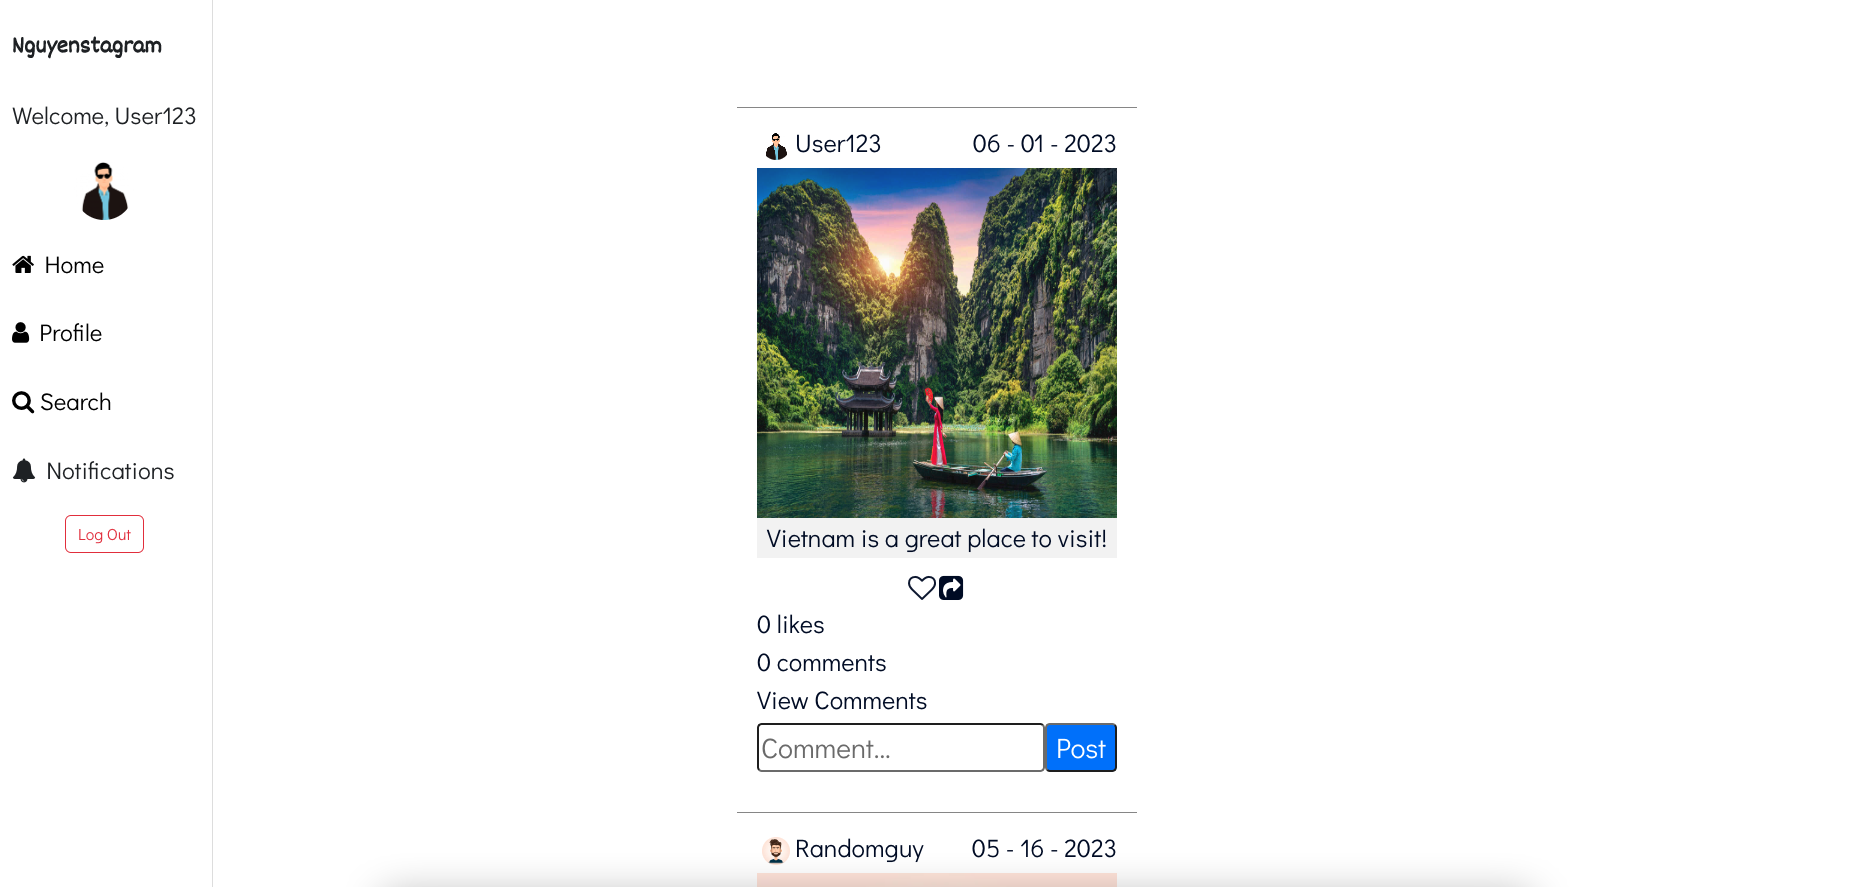 Nguyenstagram
Welcome, User123
Home
Profile
Search
Notifications
Log Out
User123 06 - 01 - 2023
Vietnam is a great place to visit!
0 likes
0 comments
View Comments
Comment... Post
Randomguy 05 - 16 - 2023